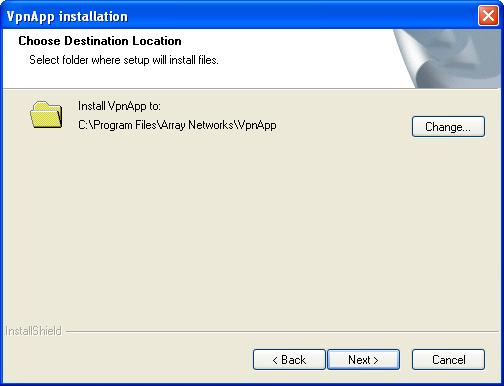 VpnApp installation
Choose Destination Location
Select folder where setup will install files.
Install VpnApp to:
C:\Program Files\Array Networks\VpnApp
Change...
InstallShield
< Back
Next >
Cancel